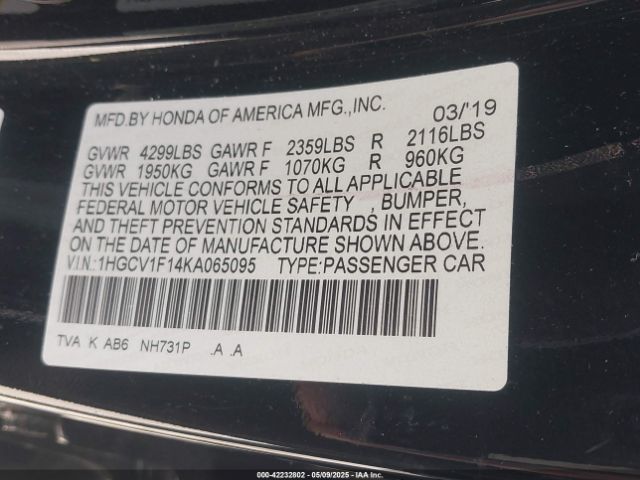 MFD.BY HONDA OF AMERICA MFG.,INC. 03/'19
GVWR 4299LBS GAWR F 2359LBS R 2116LBS
GVWR 1950KG GAWR F 1070KG R 960KG
THIS VEHICLE CONFORMS TO ALL APPLICABLE
FEDERAL MOTOR VEHICLE SAFETY , BUMPER,
AND THEFT PREVENTION STANDARDS IN EFFECT
ON THE DATE OF MANUFACTURE SHOWN ABOVE.
V.I.N.:1HGCV1F14KA065095 TYPE:PASSENGER CAR
TVA K AB6 NH731P .A .A
000-42232802 - 05/09/2025 - IAA Inc.